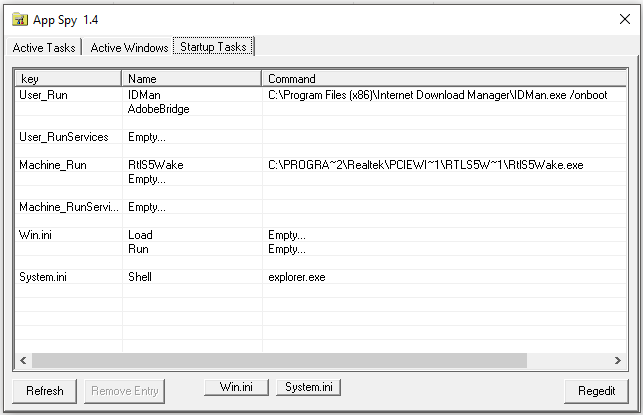 App Spy 1.4
Active Tasks Active Windows Startup Tasks
key Name Command
User_Run IDMan C:\Program Files (x86)\Internet Download Manager\IDMan.exe /onboot
AdobeBridge
User_RunServices Empty...
Machine_Run RtlS5Wake C:\PROGRA~2\Realtek\PCIEWI~1\RTLS5W~1\RtlS5Wake.exe
Empty...
Machine_RunServi... Empty...
Win.ini Load Empty...
Run Empty...
System.ini Shell explorer.exe
Refresh Remove Entry Win.ini System.ini Regedit